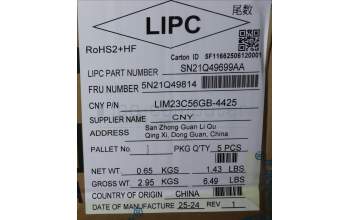 LIPC
尾数
RoHS2+HF
Carton ID SF11662506120001
LIPC PART NUMBER SN21Q49699AA
FRU NUMBER 5N21Q49814
CNY P/N LIM23C56GB-4425
SUPPLIER NAME CNY
ADDRESS San Zhong Guan Li Qu
Qing Xi, Dong Guan, China
PALLET No 1 PKG Q'TY 5 PCS
NET WT 0.65 KGS 1.43 LBS
GROSS WT 2.95 KGS 6.49 LBS
COUNTRY OF ORIGIN CHINA
DATE OF MANUFACTURE 25-24 REV 1